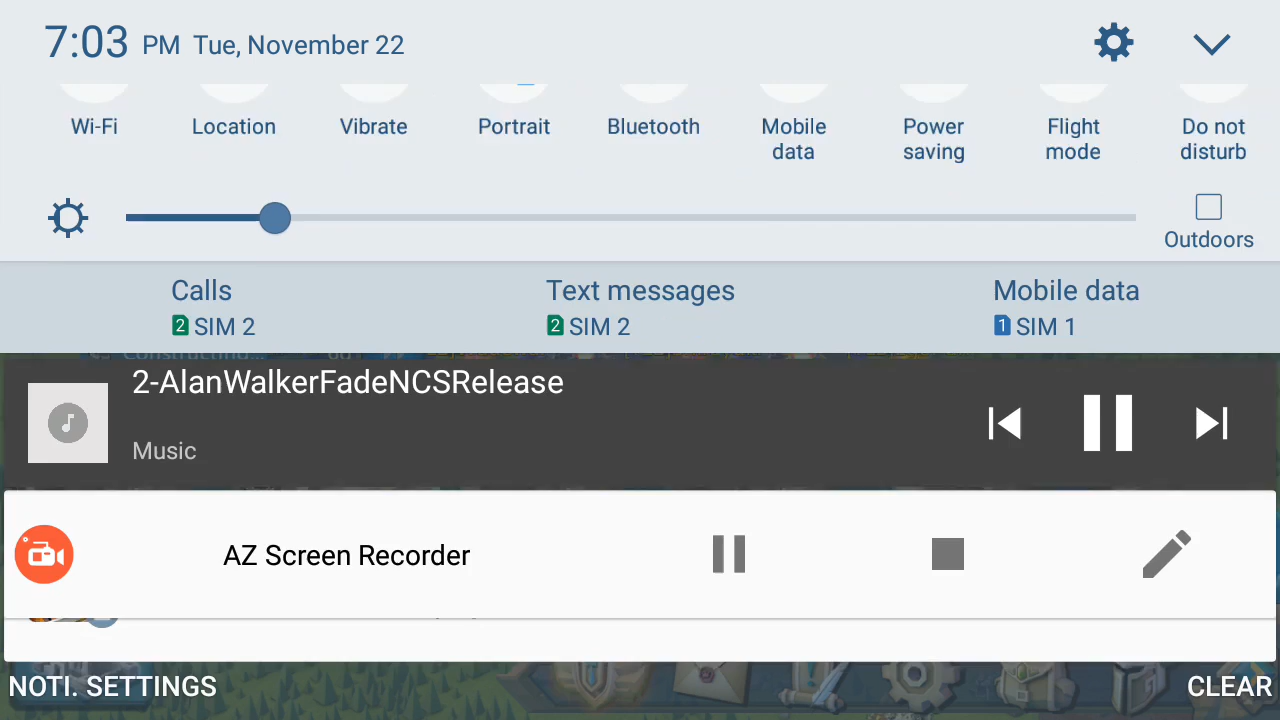 7:03 PM Tue, November 22
Wi-Fi Location Vibrate Portrait Bluetooth Mobile data Power saving Flight mode Do not disturb
Outdoors
Calls Text messages Mobile data
2 SIM 2 2 SIM 2 1 SIM 1
Constructing...
2-AlanWalkerFadeNCSRelease
Music
AZ Screen Recorder
NOTI. SETTINGS CLEAR